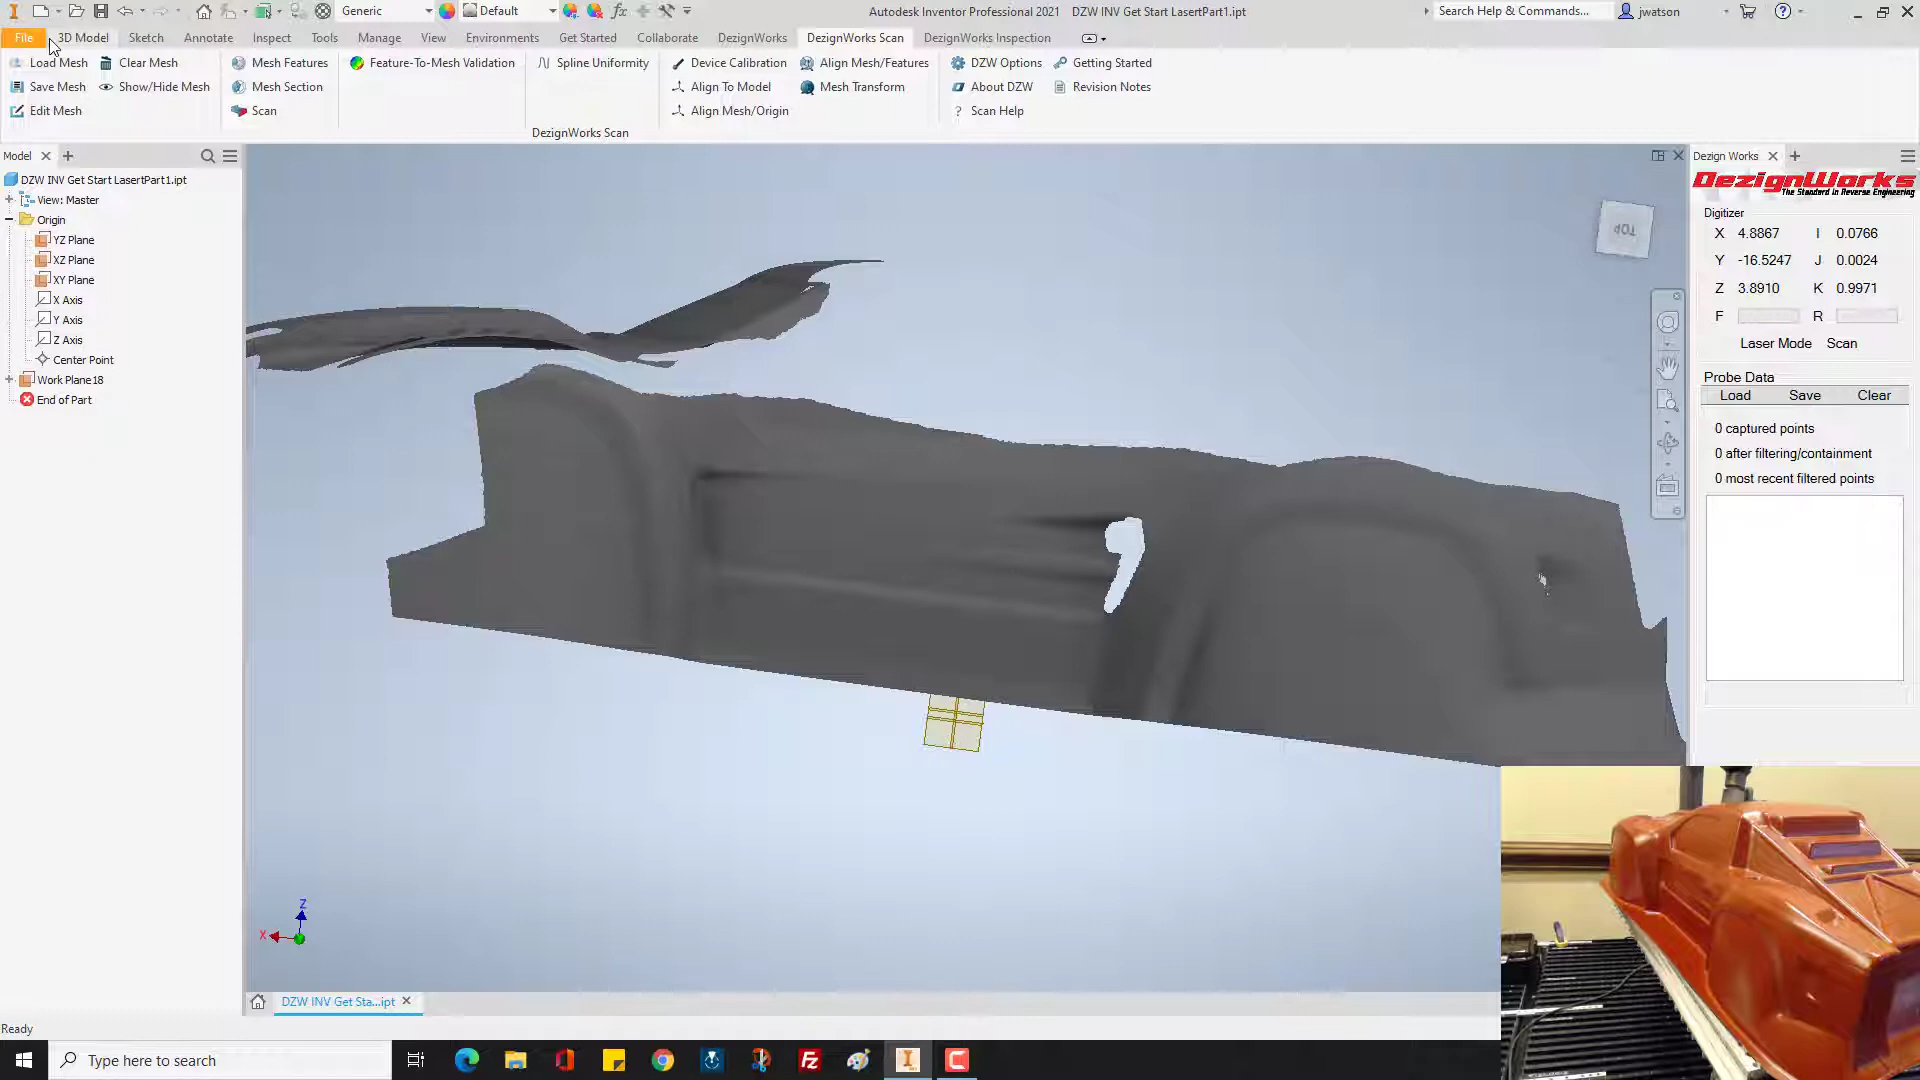 Generic
Default
fx
Autodesk Inventor Professional 2021 DZW INV Get Start LasertPart1.ipt
Search Help & Commands...
jwatson
File 3D Model Sketch Annotate Inspect Tools Manage View Environments Get Started Collaborate DezignWorks DezignWorks Scan DezignWorks Inspection
Load Mesh Clear Mesh Mesh Features Feature-To-Mesh Validation Spline Uniformity Device Calibration Align Mesh/Features DZW Options Getting Started
Save Mesh Show/Hide Mesh Mesh Section Align To Model Mesh Transform About DZW Revision Notes
Edit Mesh Scan Align Mesh/Origin Scan Help
DezignWorks Scan
Model
DZW INV Get Start LasertPart1.ipt
View: Master
Origin
YZ Plane
XZ Plane
XY Plane
X Axis
Y Axis
Z Axis
Center Point
Work Plane18
End of Part
TOP
Z
X
Dezign Works
DezignWorks
The Standard in Reverse Engineering
Digitizer
X 4.8867 I 0.0766
Y -16.5247 J 0.0024
Z 3.8910 K 0.9971
F R
Laser Mode Scan
Probe Data
Load Save Clear
0 captured points
0 after filtering/containment
0 most recent filtered points
DZW INV Get Sta...ipt
Ready
Type here to search
Fz
I
C